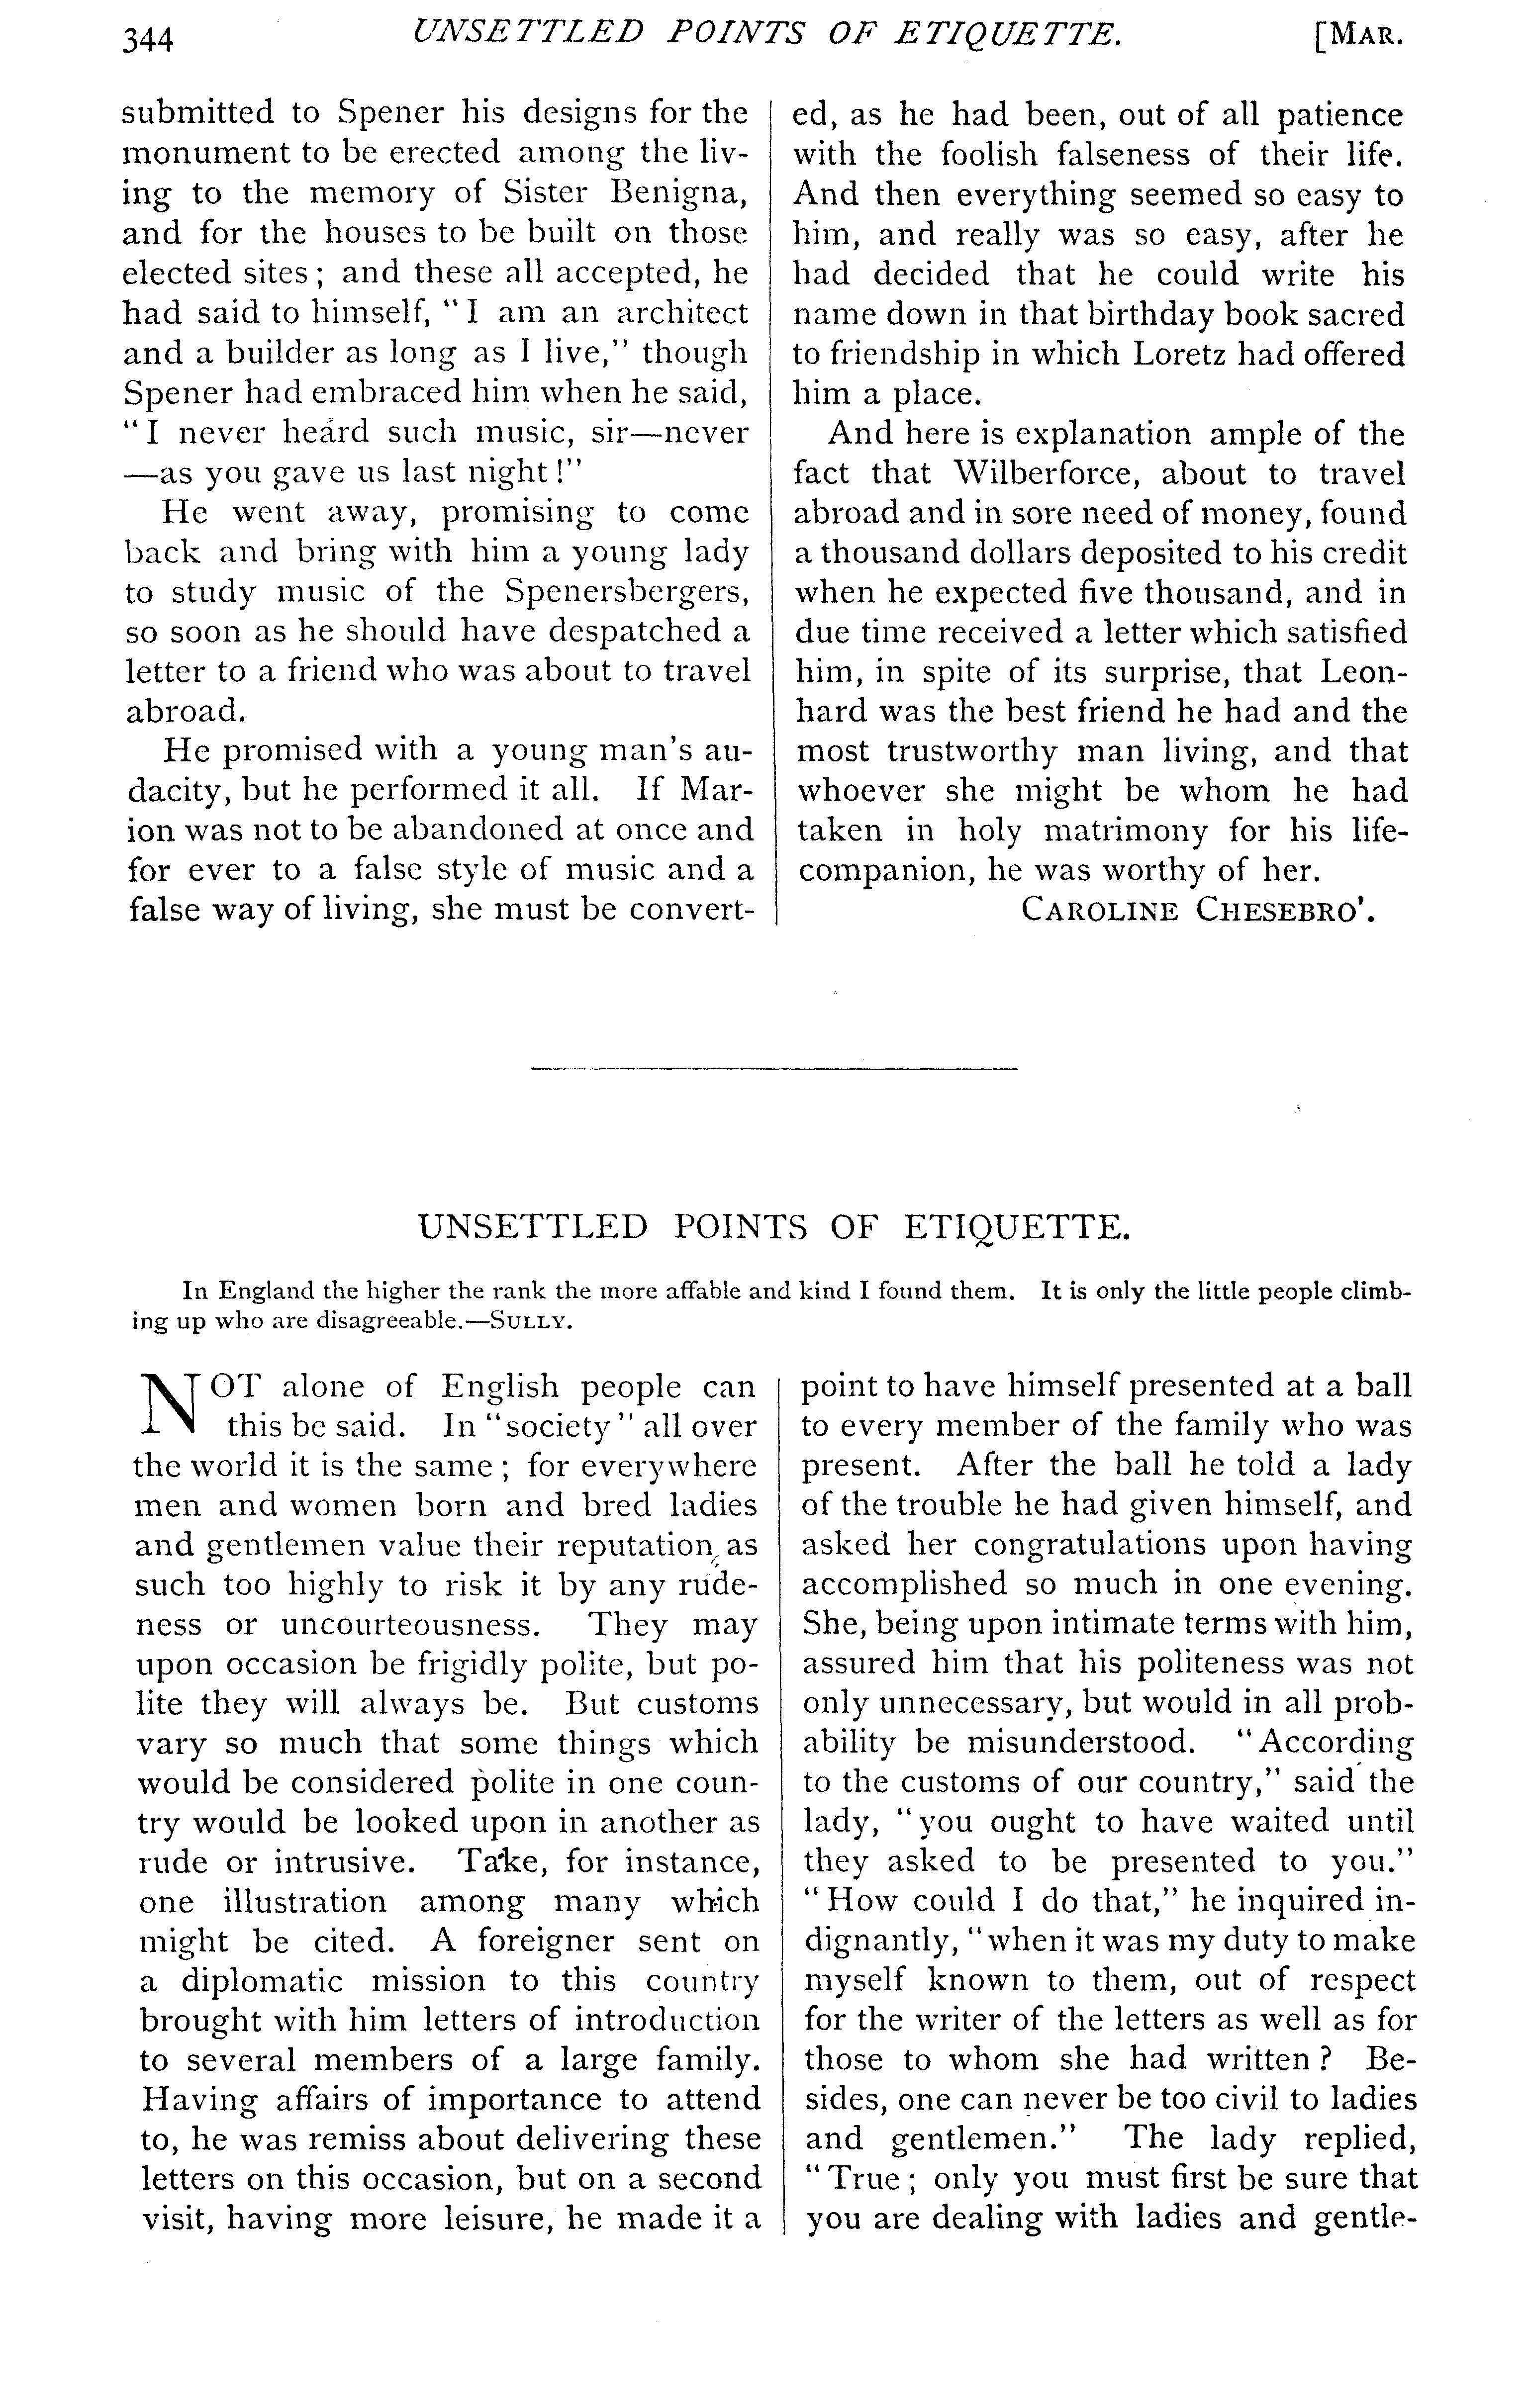 344 UNSETTLED POINTS OF ETIQUETTE. [MAR.
submitted to Spener his designs for the
monument to be erected among the liv-
ing to the memory of Sister Benigna,
and for the houses to be built on those
elected sites; and these all accepted, he
had said to himself, "I am an architect
and a builder as long as I live," though
Spener had embraced him when he said,
"I never heard such music, sir—never
—as you gave us last night!"
He went away, promising to come
back and bring with him a young lady
to study music of the Spenersbergers,
so soon as he should have despatched a
letter to a friend who was about to travel
abroad.
He promised with a young man's au-
dacity, but he performed it all. If Mar-
ion was not to be abandoned at once and
for ever to a false style of music and a
false way of living, she must be convert-
ed, as he had been, out of all patience
with the foolish falseness of their life.
And then everything seemed so easy to
him, and really was so easy, after he
had decided that he could write his
name down in that birthday book sacred
to friendship in which Loretz had offered
him a place.
And here is explanation ample of the
fact that Wilberforce, about to travel
abroad and in sore need of money, found
a thousand dollars deposited to his credit
when he expected five thousand, and in
due time received a letter which satisfied
him, in spite of its surprise, that Leon-
hard was the best friend he had and the
most trustworthy man living, and that
whoever she might be whom he had
taken in holy matrimony for his life-
companion, he was worthy of her.
CAROLINE CHESEBRO'.
UNSETTLED POINTS OF ETIQUETTE.
In England the higher the rank the more affable and kind I found them. It is only the little people climb-
ing up who are disagreeable.—SULLY.
NOT alone of English people can
this be said. In "society" all over
the world it is the same; for everywhere
men and women born and bred ladies
and gentlemen value their reputation as
such too highly to risk it by any rude-
ness or uncourteousness. They may
upon occasion be frigidly polite, but po-
lite they will always be. But customs
vary so much that some things which
would be considered polite in one coun-
try would be looked upon in another as
rude or intrusive. Take, for instance,
one illustration among many which
might be cited. A foreigner sent on
a diplomatic mission to this country
brought with him letters of introduction
to several members of a large family.
Having affairs of importance to attend
to, he was remiss about delivering these
letters on this occasion, but on a second
visit, having more leisure, he made it a
point to have himself presented at a ball
to every member of the family who was
present. After the ball he told a lady
of the trouble he had given himself, and
asked her congratulations upon having
accomplished so much in one evening.
She, being upon intimate terms with him,
assured him that his politeness was not
only unnecessary, but would in all prob-
ability be misunderstood. "According
to the customs of our country," said the
lady, "you ought to have waited until
they asked to be presented to you."
"How could I do that," he inquired in-
dignantly, "when it was my duty to make
myself known to them, out of respect
for the writer of the letters as well as for
those to whom she had written? Be-
sides, one can never be too civil to ladies
and gentlemen." The lady replied,
"True; only you must first be sure that
you are dealing with ladies and gentle-